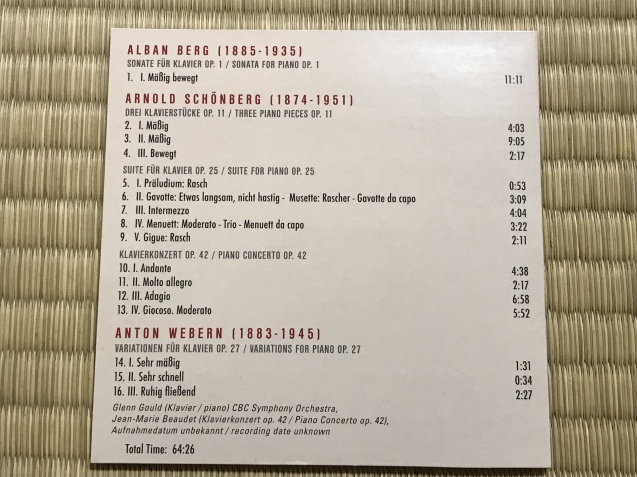 ALBAN BERG (1885-1935)
SONATE FÜR KLAVIER OP. 1 / SONATA FOR PIANO OP. 1
1. I. Mäßig bewegt 11:11
ARNOLD SCHÖNBERG (1874-1951)
DREI KLAVIERSTÜCKE OP. 11 / THREE PIANO PIECES OP. 11
2. I. Mäßig 4:03
3. II. Mäßig 9:05
4. III. Bewegt 2:17
SUITE FÜR KLAVIER OP. 25 / SUITE FOR PIANO OP. 25
5. I. Präludium: Rasch 0:53
6. II. Gavotte: Etwas langsam, nicht hastig - Musette: Rascher - Gavotte da capo 3:09
7. III. Intermezzo 4:04
8. IV. Menuett: Moderato - Trio - Menuett da capo 3:22
9. V. Gigue: Rasch 2:11
KLAVIERKONZERT OP. 42 / PIANO CONCERTO OP. 42
10. I. Andante 4:38
11. II. Molto allegro 2:17
12. III. Adagio 6:58
13. IV. Giocoso. Moderato 5:52
ANTON WEBERN (1883-1945)
VARIATIONEN FÜR KLAVIER OP. 27 / VARIATIONS FOR PIANO OP. 27
14. I. Sehr mäßig 1:31
15. II. Sehr schnell 0:34
16. III. Ruhig fließend 2:27
Glenn Gould (Klavier / piano) CBC Symphony Orchestra,
Jean-Marie Beaudet (Klavierkonzert op. 42 / Piano Concerto op. 42),
Aufnahmedatum unbekannt / recording date unknown
Total Time: 64:26